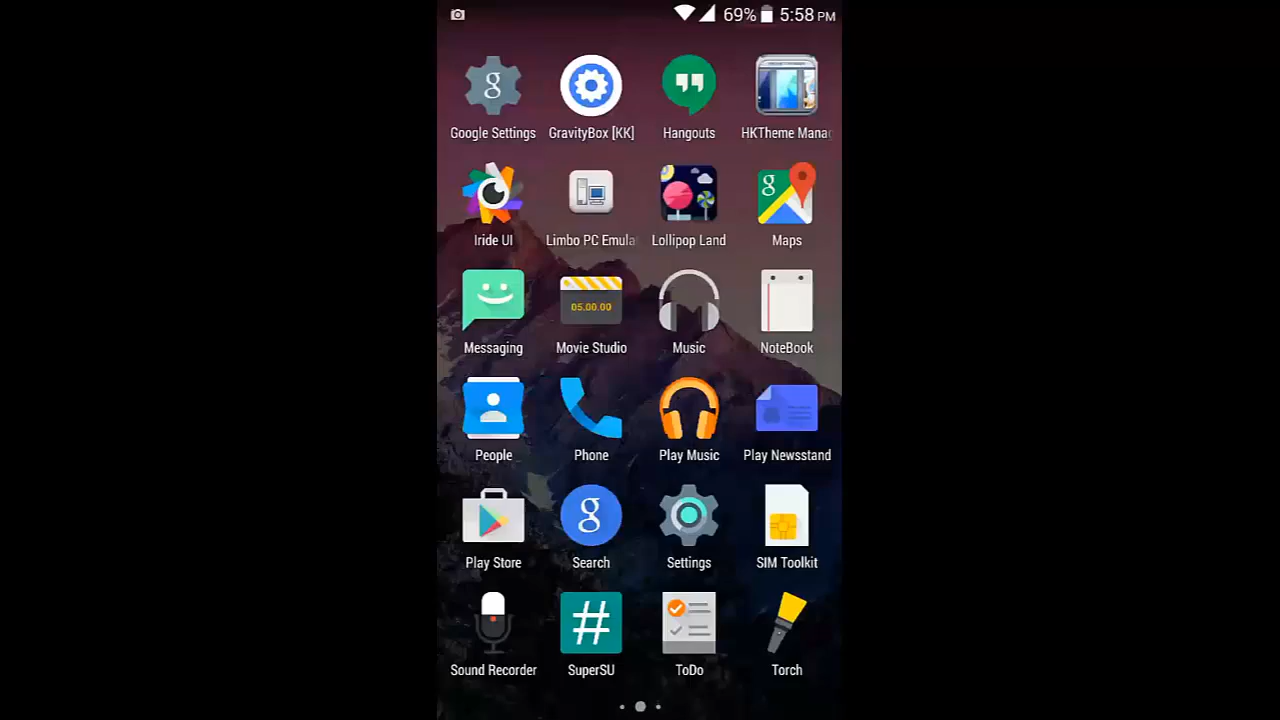 69% 5:58 PM
g
Google Settings GravityBox [KK] Hangouts HKTheme Mana
g
Iride UI Limbo PC Emula Lollipop Land Maps
05.00.00
Messaging Movie Studio Music NoteBook
People Phone Play Music Play Newsstand
g
Play Store Search Settings SIM Toolkit
#
Sound Recorder SuperSU ToDo Torch